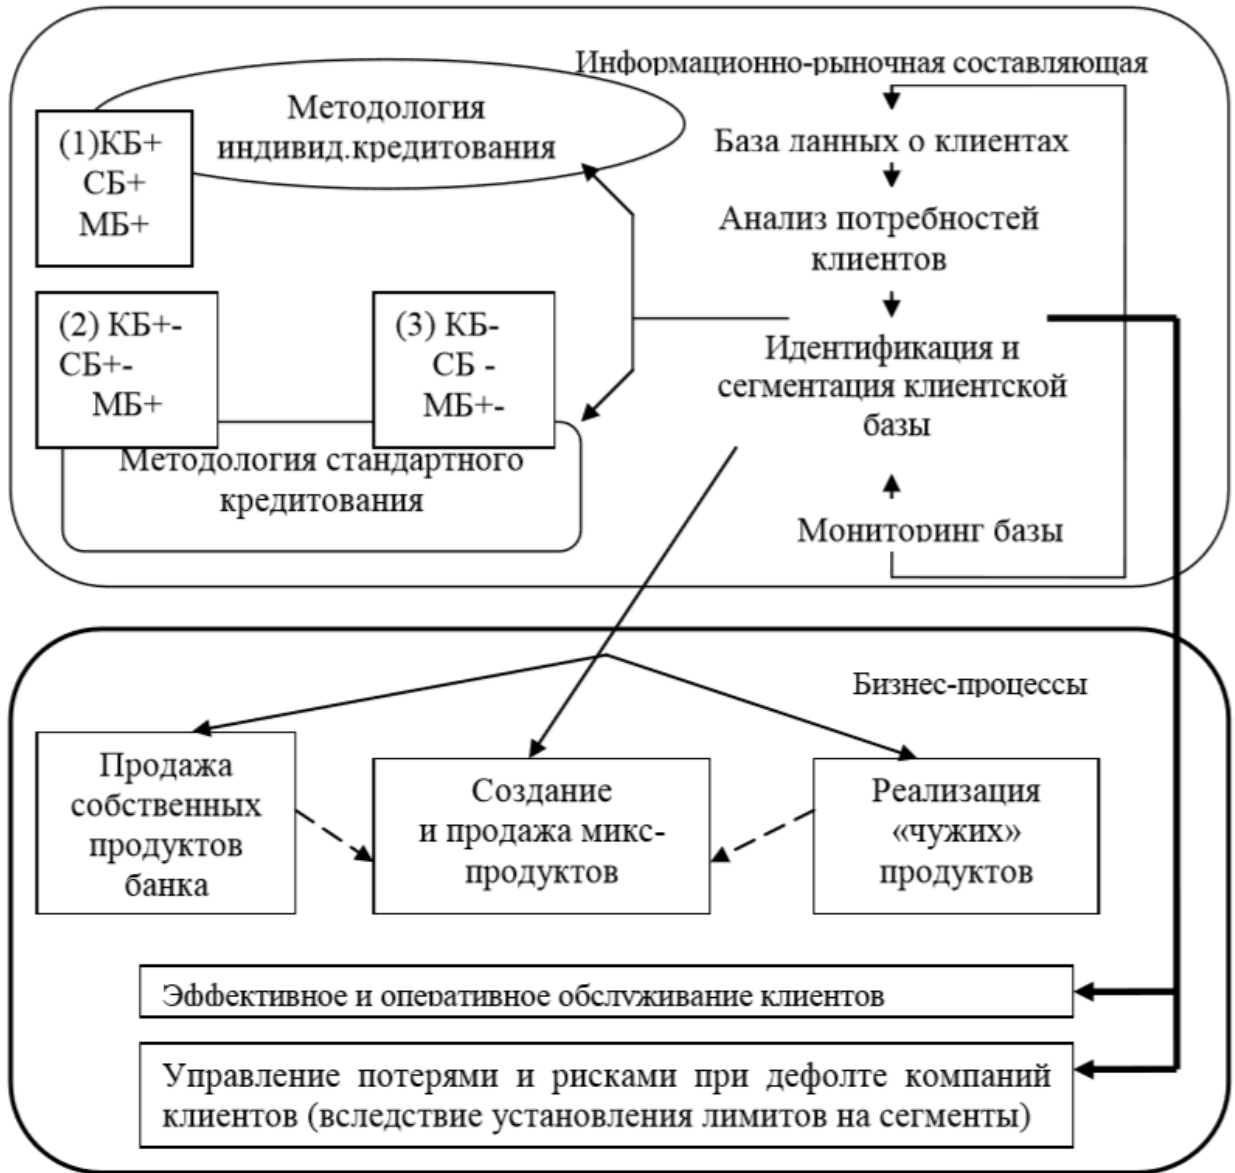 Информационно-рыночная составляющая
Методология
индивид.кредитования
(1)КБ+
СБ+
МБ+
(2) КБ+-
СБ+-
МБ+
(3) КБ-
СБ -
МБ+-
Методология стандартного
кредитования
База данных о клиентах
Анализ потребностей
клиентов
Идентификация и
сегментация клиентской
базы
Мониторинг базы
Бизнес-процессы
Продажа
собственных
продуктов
банка
Создание
и продажа микс-
продуктов
Реализация
«чужих»
продуктов
Эффективное и оперативное обслуживание клиентов
Управление потерями и рисками при дефолте компаний
клиентов (вследствие установления лимитов на сегменты)